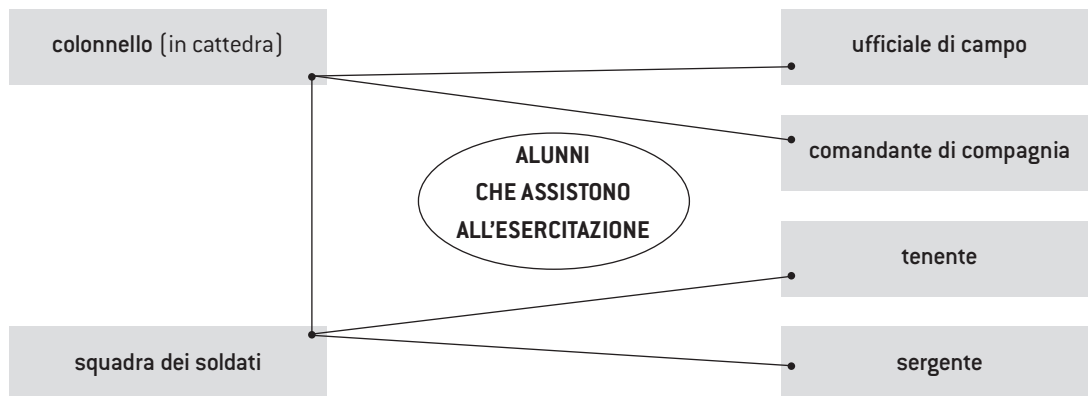 colonnello (in cattedra)
ufficiale di campo
comandante di compagnia
ALUNNI
CHE ASSISTONO
ALL'ESERCITAZIONE
tenente
squadra dei soldati
sergente